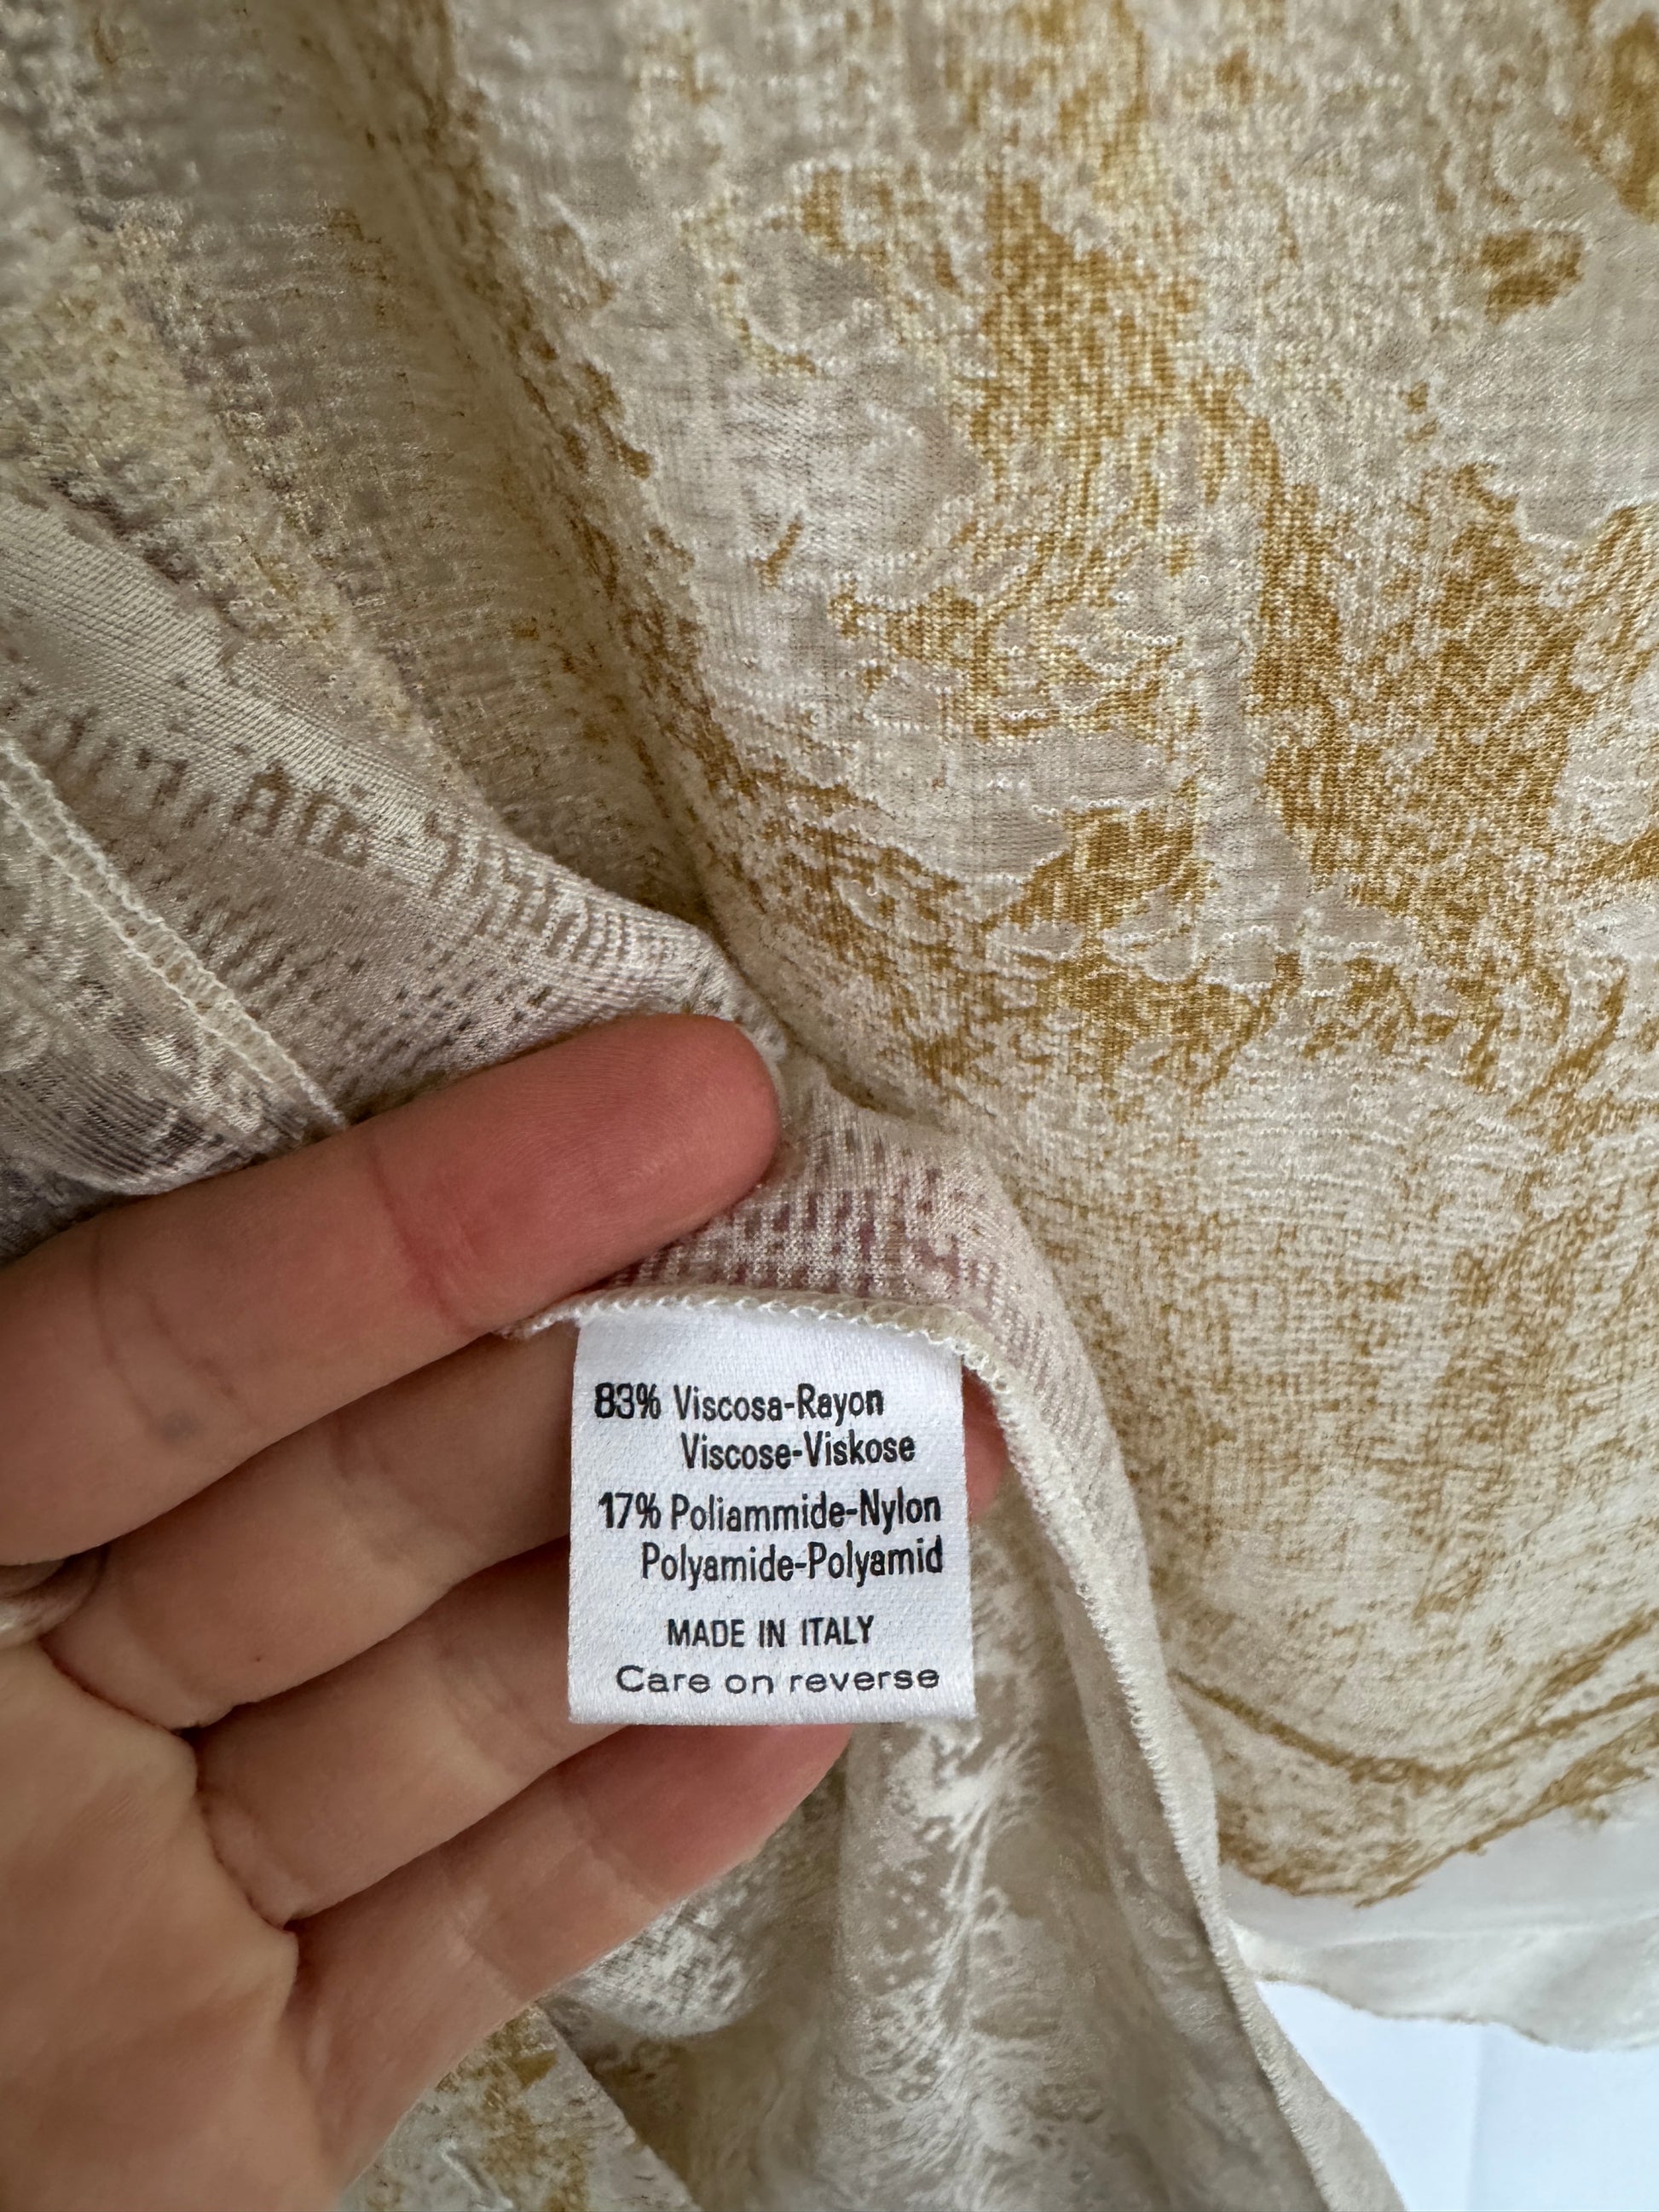 83% Viscosa-Rayon
Viscose-Viskose
17% Poliammide-Nylon
Polyamide-Polyamid
MADE IN ITALY
Care on reverse